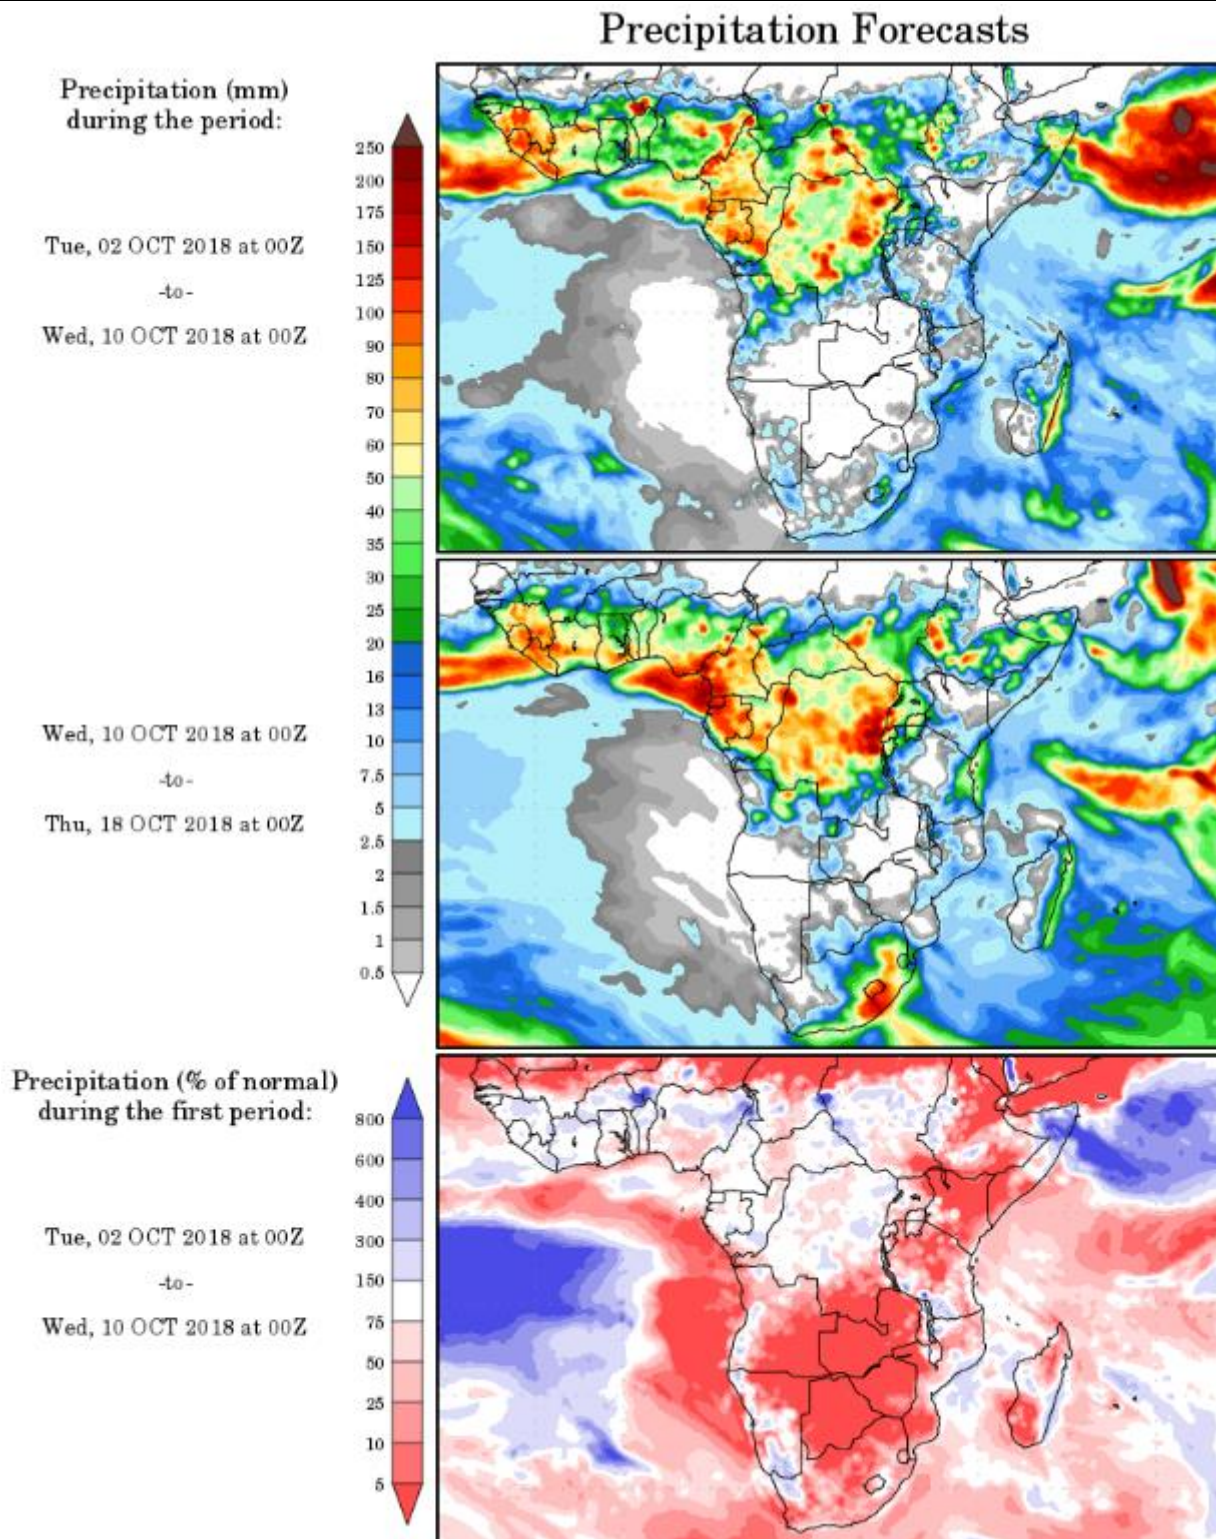 Precipitation Forecasts
Precipitation (mm)
during the period:
250
200
175
150
125
100
90
80
70
60
50
40
35
30
25
20
16
13
10
7.5
5
2.5
2
1.5
1
0.5
Tue, 02 OCT 2018 at 00Z
-to-
Wed, 10 OCT 2018 at 00Z
Wed, 10 OCT 2018 at 00Z
-to-
Thu, 18 OCT 2018 at 00Z
Precipitation (% of normal)
during the first period:
800
600
400
300
150
75
50
25
10
5
Tue, 02 OCT 2018 at 00Z
-to-
Wed, 10 OCT 2018 at 00Z